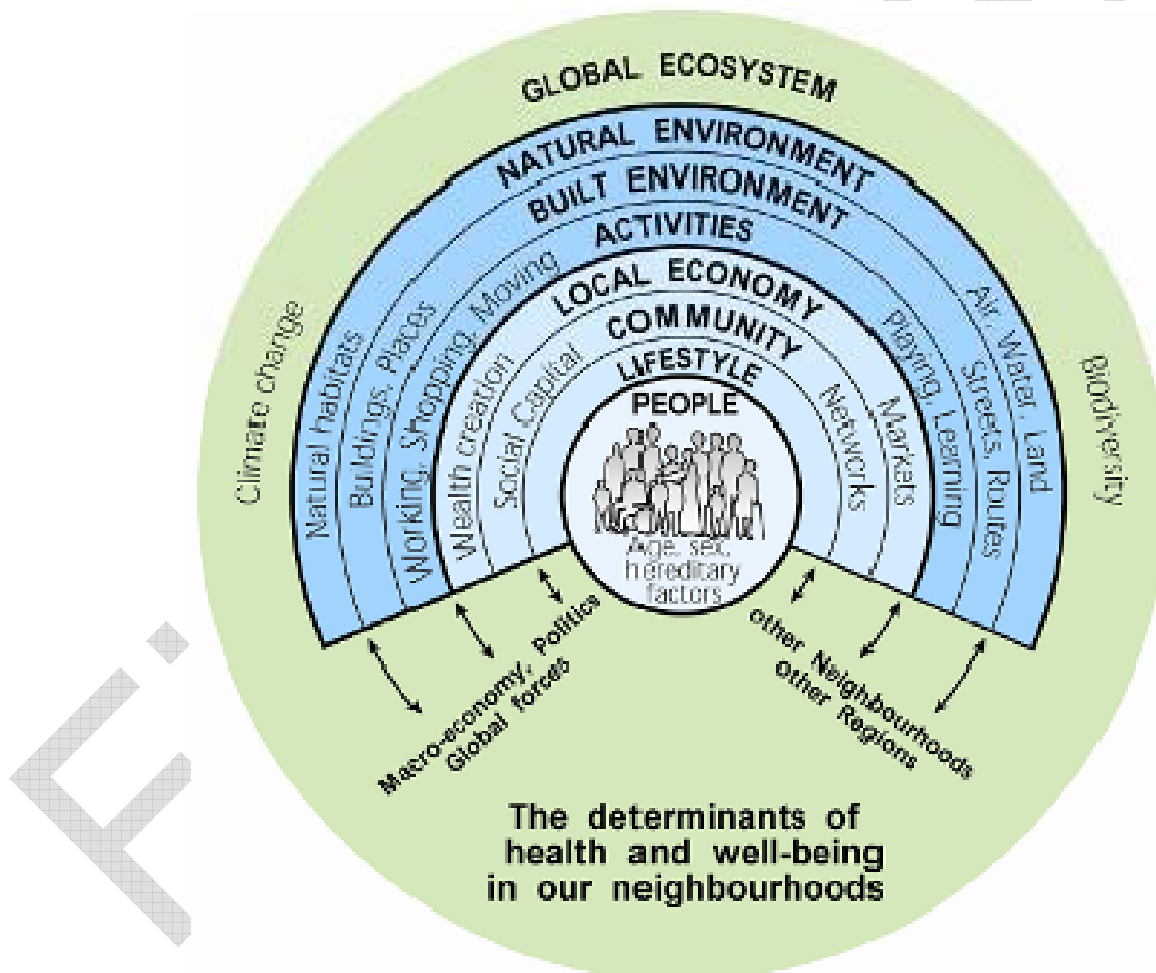 GLOBAL ECOSYSTEM
NATURAL ENVIRONMENT
BUILT ENVIRONMENT
ACTIVITIES
LOCAL ECONOMY
COMMUNITY
LIFESTYLE
PEOPLE
Age, sex,
hereditary
factors
Climate change
Natural habitats
Buildings, Places
Working, Shopping, Moving
Wealth creation
Social Capital
Networks
Markets
Playing, Learning
Streets, Routes
Air, Water, Land
Biodiversity
Macro-economy, Politics
Global forces
other Neighbourhoods
Other Regions
The determinants of
health and well-being
in our neighbourhoods